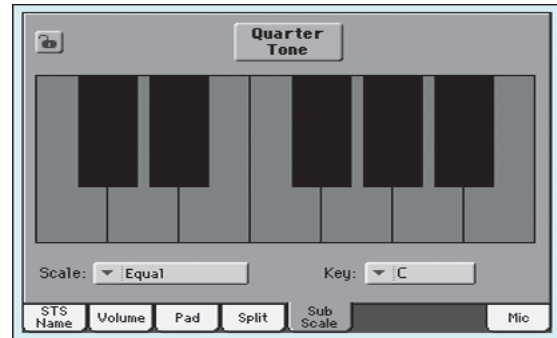 Quarter
Tone
Scale: Equal Key: C
STS
Name
Volume
Pad
Split
Sub
Scale
Mic